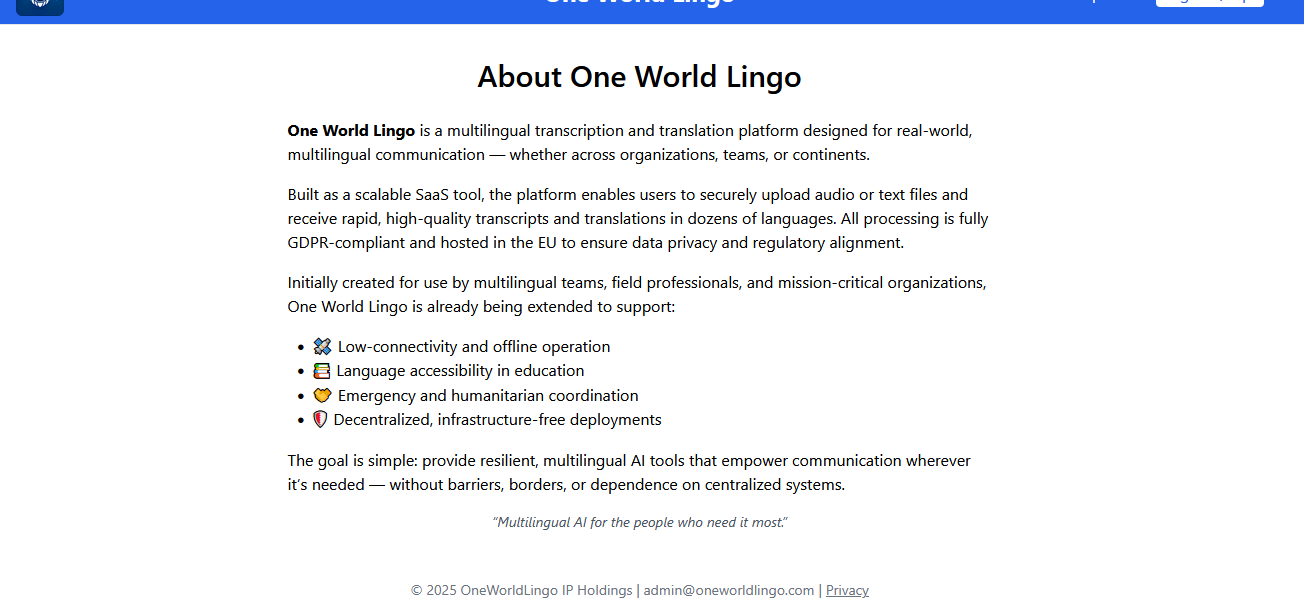 One World Lingo
About One World Lingo
One World Lingo is a multilingual transcription and translation platform designed for real-world,
multilingual communication — whether across organizations, teams, or continents.
Built as a scalable SaaS tool, the platform enables users to securely upload audio or text files and
receive rapid, high-quality transcripts and translations in dozens of languages. All processing is fully
GDPR-compliant and hosted in the EU to ensure data privacy and regulatory alignment.
Initially created for use by multilingual teams, field professionals, and mission-critical organizations,
One World Lingo is already being extended to support:
• 🛰️ Low-connectivity and offline operation
• 📚 Language accessibility in education
• 🤝 Emergency and humanitarian coordination
• 🛡️ Decentralized, infrastructure-free deployments
The goal is simple: provide resilient, multilingual AI tools that empower communication wherever
it’s needed — without barriers, borders, or dependence on centralized systems.
“Multilingual AI for the people who need it most.”
© 2025 OneWorldLingo IP Holdings | admin@oneworldlingo.com | Privacy